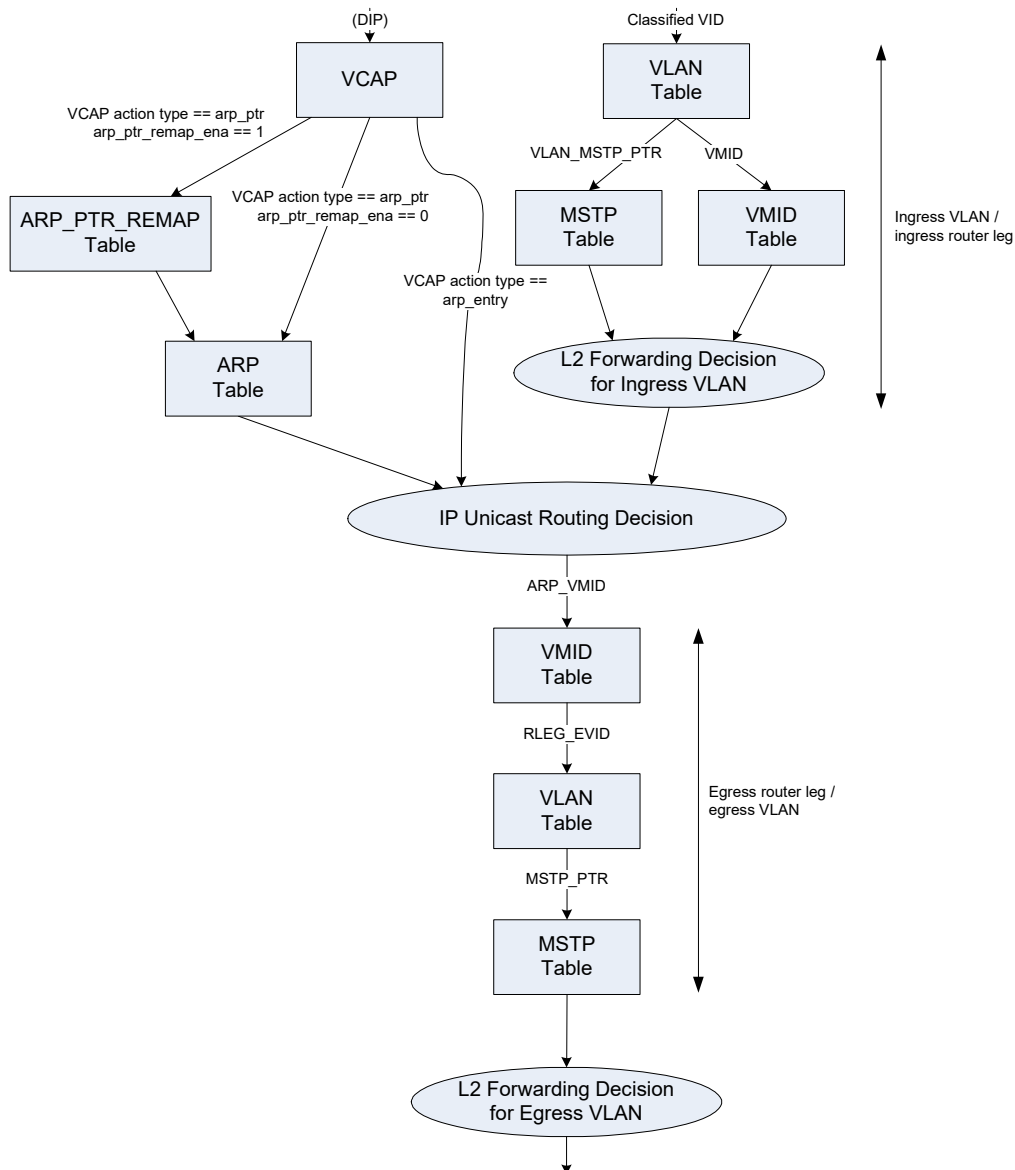 (DIP)
Classified VID
VCAP
VLAN
Table
VCAP action type == arp_ptr
arp_ptr_remap_ena == 1
VLAN_MSTP_PTR
VMID
VCAP action type == arp_ptr
arp_ptr_remap_ena == 0
ARP_PTR_REMAP
Table
MSTP
Table
VMID
Table
Ingress VLAN /
ingress router leg
VCAP action type ==
arp_entry
ARP
Table
L2 Forwarding Decision
for Ingress VLAN
IP Unicast Routing Decision
ARP_VMID
VMID
Table
RLEG_EVID
VLAN
Table
Egress router leg /
egress VLAN
MSTP_PTR
MSTP
Table
L2 Forwarding Decision
for Egress VLAN